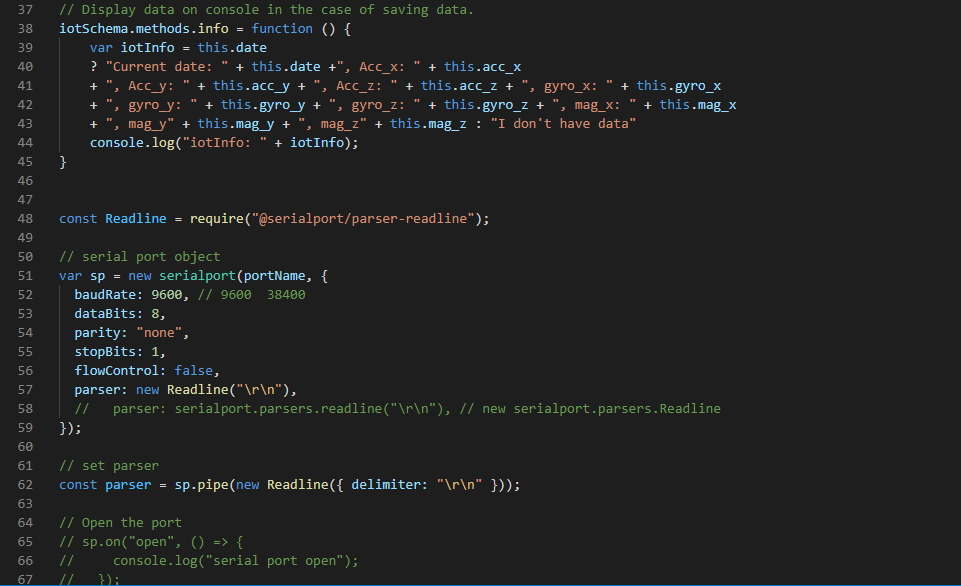 37 // Display data on console in the case of saving data.
38 iotSchema.methods.info = function () {
39     var iotInfo = this.date
40     ? "Current date: " + this.date +", Acc_x: " + this.acc_x
41     + ", Acc_y: " + this.acc_y + ", Acc_z: " + this.acc_z + ", gyro_x: " + this.gyro_x
42     + ", gyro_y: " + this.gyro_y + ", gyro_z: " + this.gyro_z + ", mag_x: " + this.mag_x
43     + ", mag_y" + this.mag_y + ", mag_z" + this.mag_z : "I don't have data"
44     console.log("iotInfo: " + iotInfo);
45 }
46
47
48 const Readline = require("@serialport/parser-readline");
49
50 // serial port object
51 var sp = new serialport(portName, {
52   baudRate: 9600, // 9600  38400
53   dataBits: 8,
54   parity: "none",
55   stopBits: 1,
56   flowControl: false,
57   parser: new Readline("\r\n"),
58   //   parser: serialport.parsers.readline("\r\n"), // new serialport.parsers.Readline
59 });
60
61 // set parser
62 const parser = sp.pipe(new Readline({ delimiter: "\r\n" }));
63
64 // Open the port
65 // sp.on("open", () => {
66 //     console.log("serial port open");
67 //   });